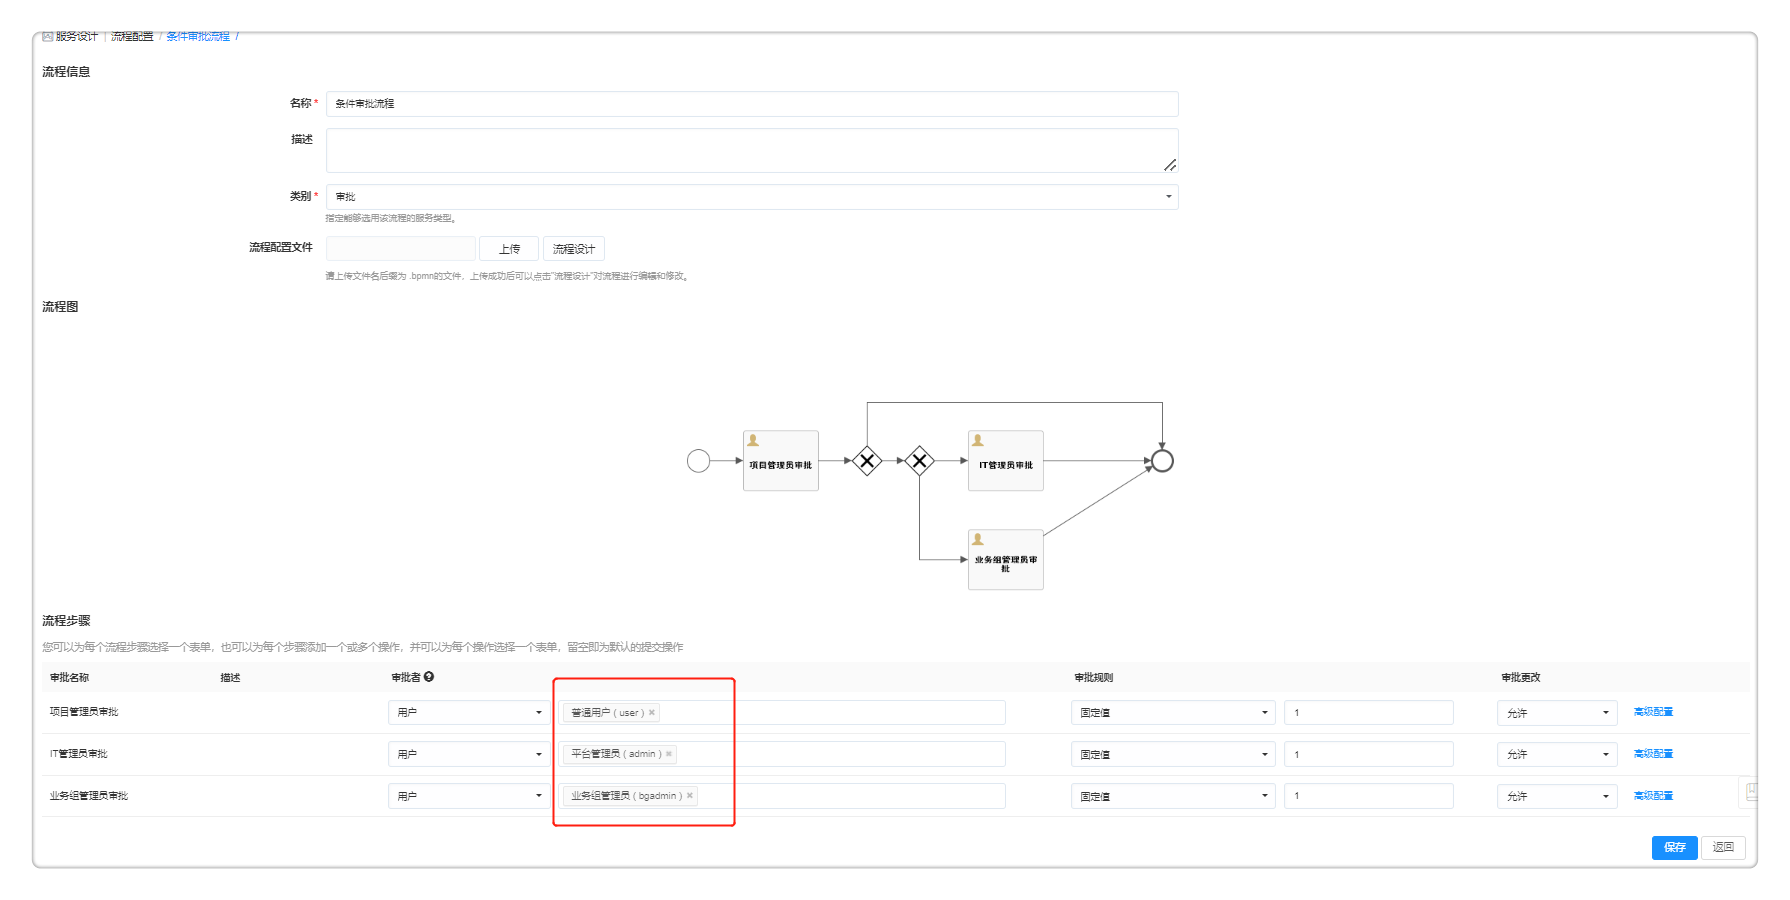 服务设计 | 流程配置 / 条件审批流程 /
流程信息
名称 *
条件审批流程
描述
类别 *
审批
指定能够选用该流程的服务类型。
流程配置文件
上传
流程设计
请上传文件名后缀为 .bpmn的文件，上传成功后可以点击"流程设计"对流程进行编辑和修改。
流程图
项目管理员审批
IT管理员审批
业务组管理员审
批
流程步骤
您可以为每个流程步骤选择一个表单，也可以为每个步骤添加一个或多个操作，并可以为每个操作选择一个表单，留空即为默认的提交操作
审批名称 描述 审批者 审批规则 审批更改
项目管理员审批 用户 普通用户 ( user ) 固定值 1 允许 高级配置
IT管理员审批 用户 平台管理员 ( admin ) 固定值 1 允许 高级配置
业务组管理员审批 用户 业务组管理员 ( bgadmin ) 固定值 1 允许 高级配置
保存 返回